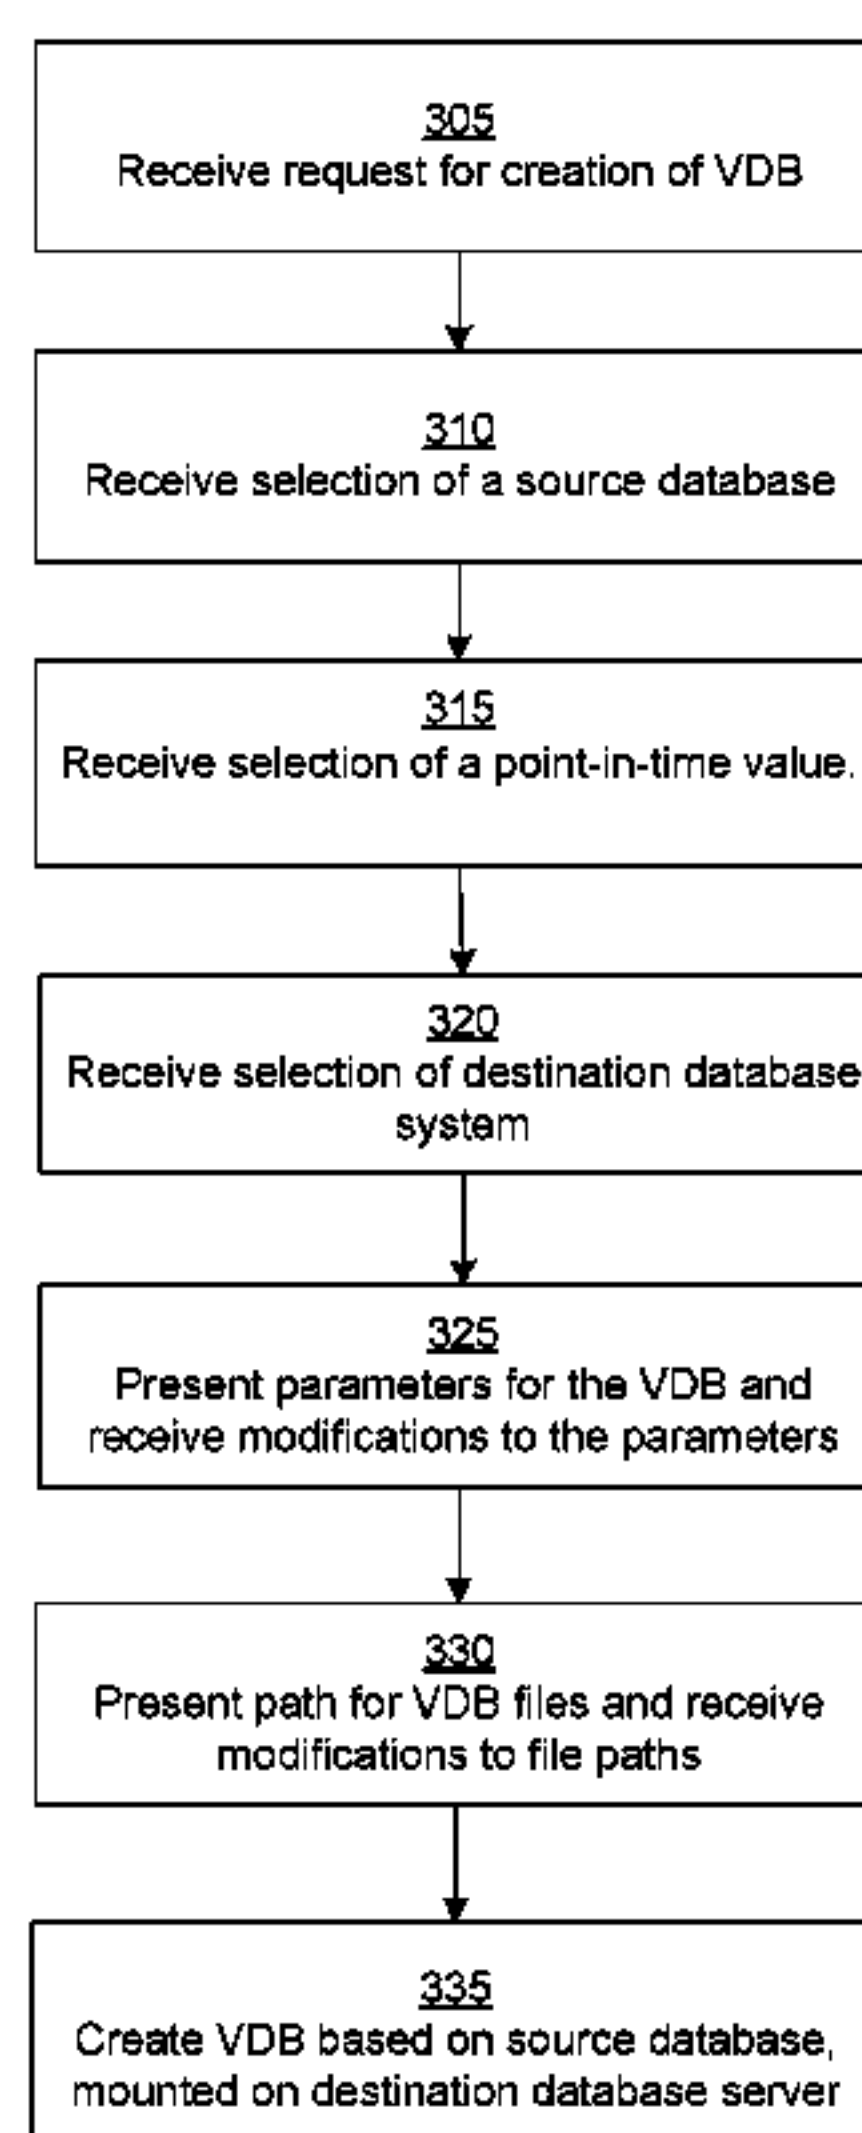 305
Receive request for creation of VDB
310
Receive selection of a source database
315
Receive selection of a point-in-time value.
320
Receive selection of destination database
system
325
Present parameters for the VDB and
receive modifications to the parameters
330
Present path for VDB files and receive
modifications to file paths
335
Create VDB based on source database,
mounted on destination database server